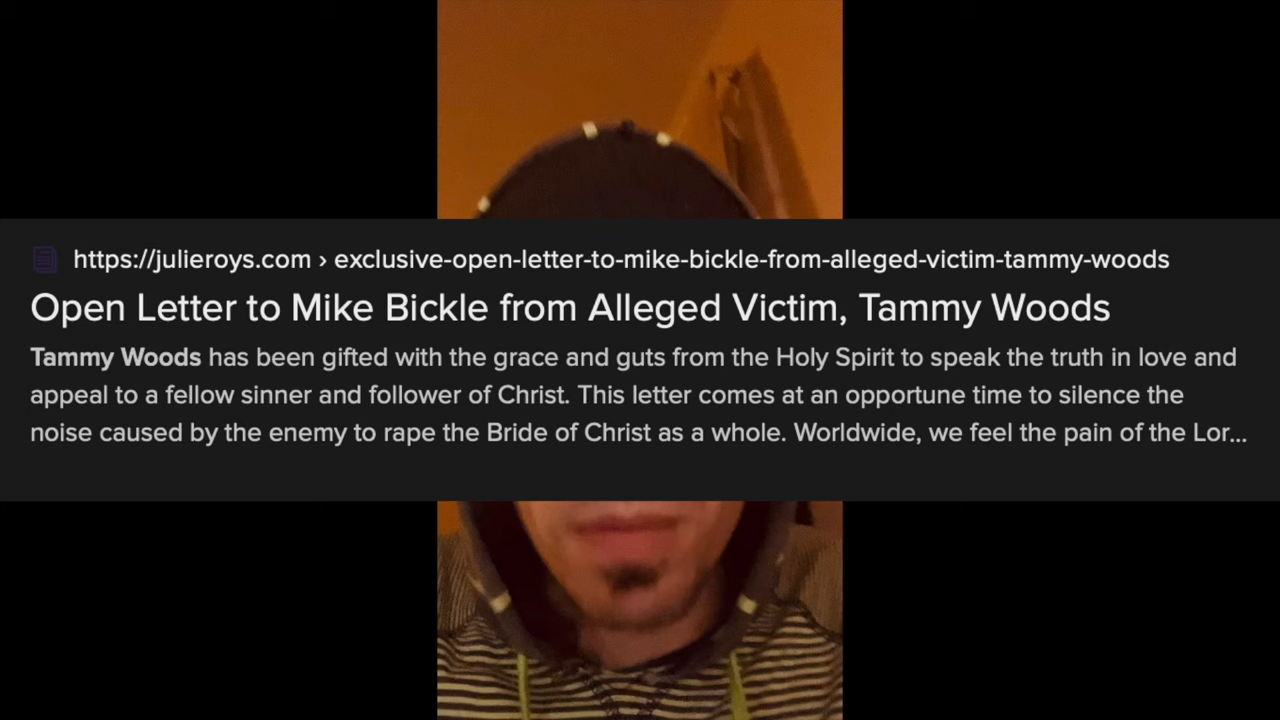 https://julieroys.com › exclusive-open-letter-to-mike-bickle-from-alleged-victim-tammy-woods
Open Letter to Mike Bickle from Alleged Victim, Tammy Woods
Tammy Woods has been gifted with the grace and guts from the Holy Spirit to speak the truth in love and
appeal to a fellow sinner and follower of Christ. This letter comes at an opportune time to silence the
noise caused by the enemy to rape the Bride of Christ as a whole. Worldwide, we feel the pain of the Lor...